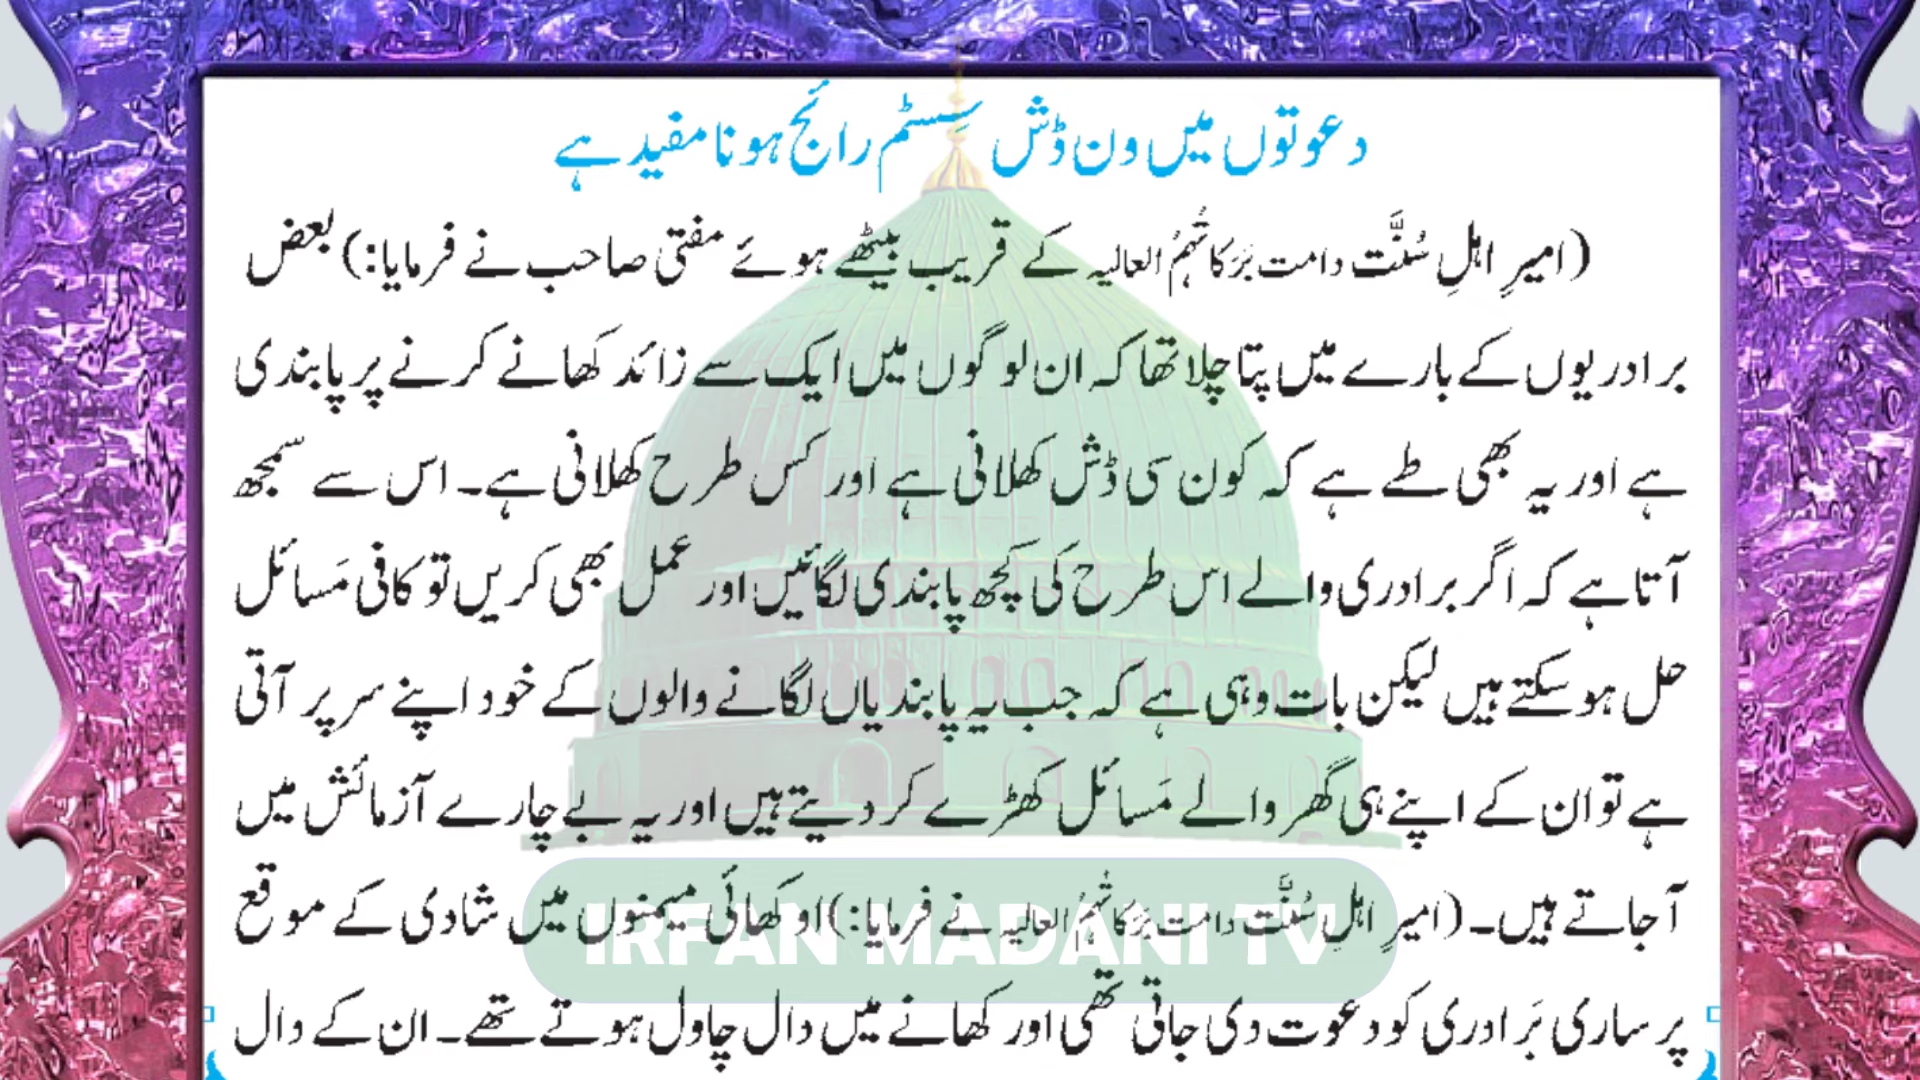 دعوتوں میں ون ڈش سِسٹم رائج ہونا مفید ہے
(امیرِ اہلِ سُنَّت دامت بَرَکاتُہُمُ العالیہ کے قریب بیٹھے ہوئے مفتی صاحب نے فرمایا:) بعض
برادریوں کے بارے میں پتا چلا تھا کہ ان لوگوں میں ایک سے زائد کھانے کرنے پر پابندی
ہے اور یہ بھی طے ہے کہ کون سی ڈش کھلانی ہے اور کس طرح کھلانی ہے۔ اس سے سمجھ
آتا ہے کہ اگر برادری والے اس طرح کی کچھ پابندی لگائیں اور عمل بھی کریں تو کافی مَسائل
حل ہو سکتے ہیں لیکن بات وہی ہے کہ جب یہ پابندیاں لگانے والوں کے خود اپنے سر پر آتی
ہے تو ان کے اپنے ہی گھر والے مَسائل کھڑے کر دیتے ہیں اور یہ بے چارے آزمائش میں
آجاتے ہیں۔ (امیرِ اہلِ سُنَّت دامت بَرَکاتُہُمُ العالیہ نے فرمایا:) اوکھائی میمنوں میں شادی کے موقع
پر ساری بَرادری کو دعوت دی جاتی تھی اور کھانے میں دال چاول ہوتے تھے۔ ان کے دال
IRFAN MADANI TV